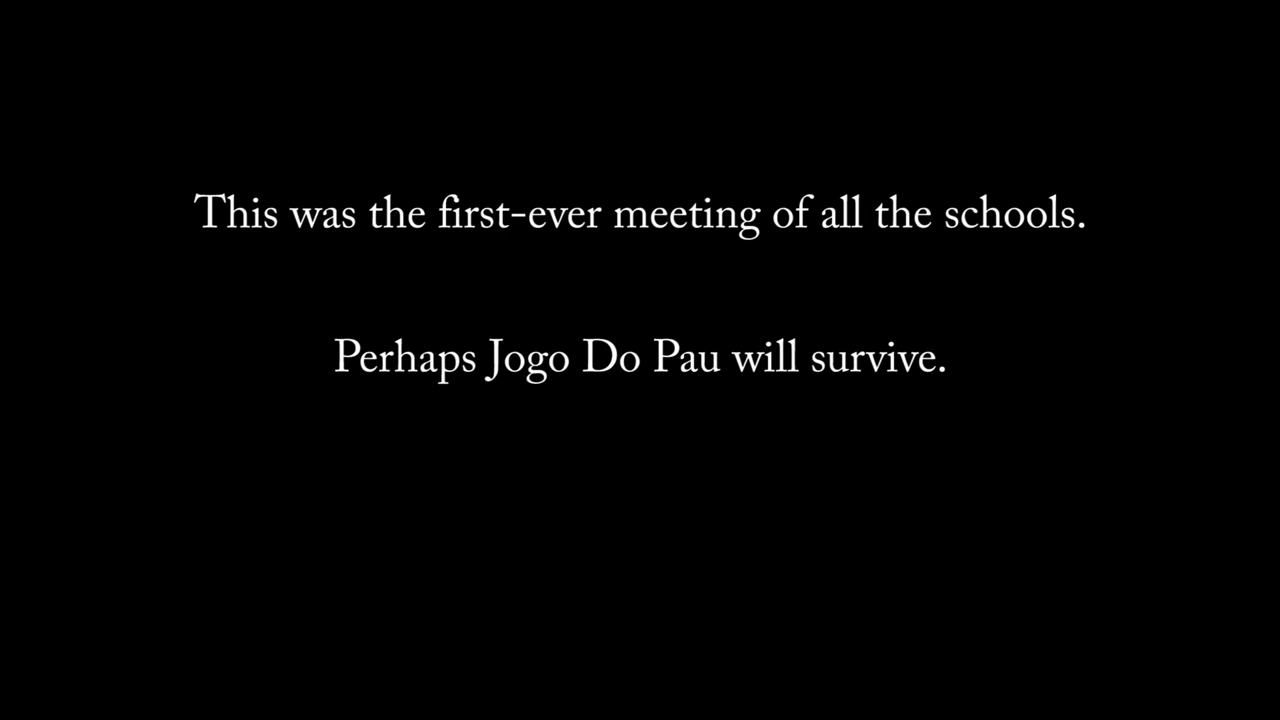 This was the first-ever meeting of all the schools.
Perhaps Jogo Do Pau will survive.